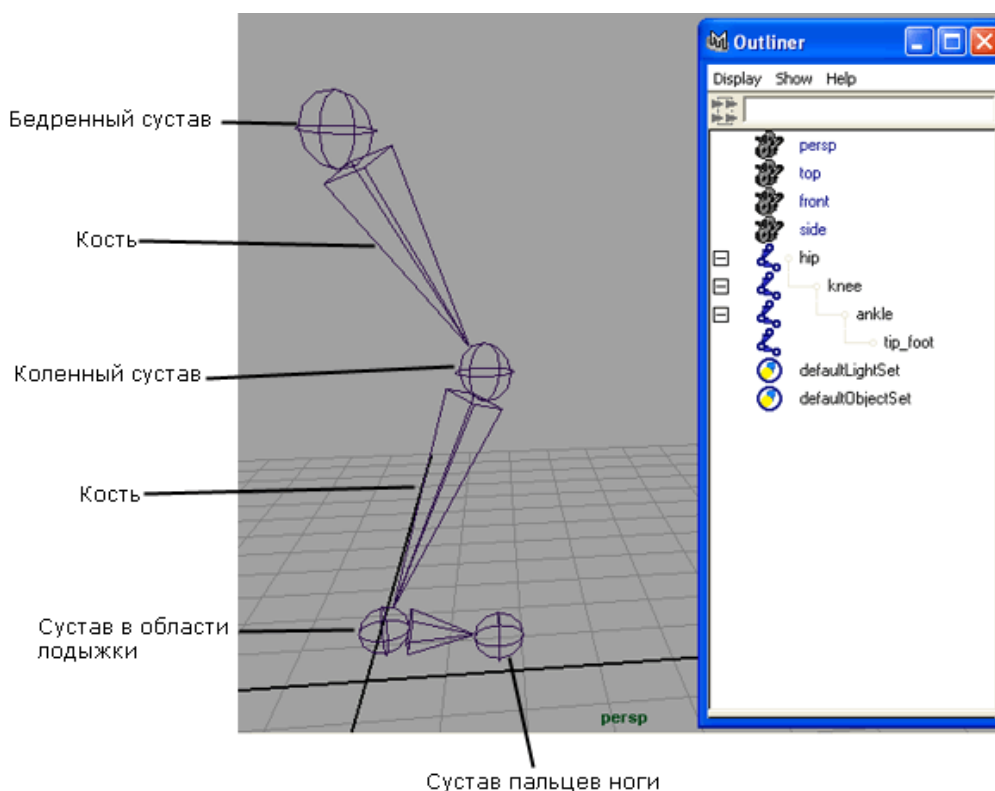 Outliner
Display Show Help
Бедренный сустав
persp
top
front
side
Кость
hip
knee
ankle
tip_foot
Коленный сустав
defaultLightSet
defaultObjectSet
Кость
Сустав в области
лодыжки
persp
Сустав пальцев ноги